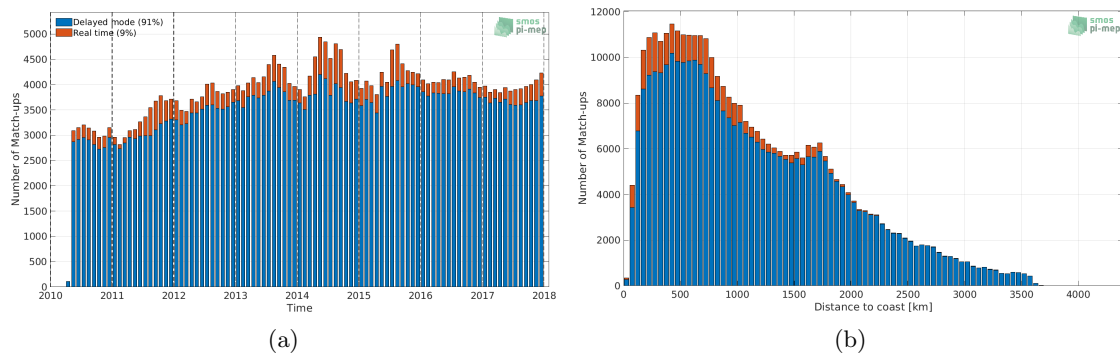 Delayed mode (91%)
Real time (9%)
smos
pi-mep
Number of Match-ups
5000
4500
4000
3500
3000
2500
2000
1500
1000
500
0
2010 2011 2012 2013 2014 2015 2016 2017 2018
Time
(a)
smos
pi-mep
Number of Match-ups
12000
10000
8000
6000
4000
2000
0
0 500 1000 1500 2000 2500 3000 3500 4000
Distance to coast [km]
(b)